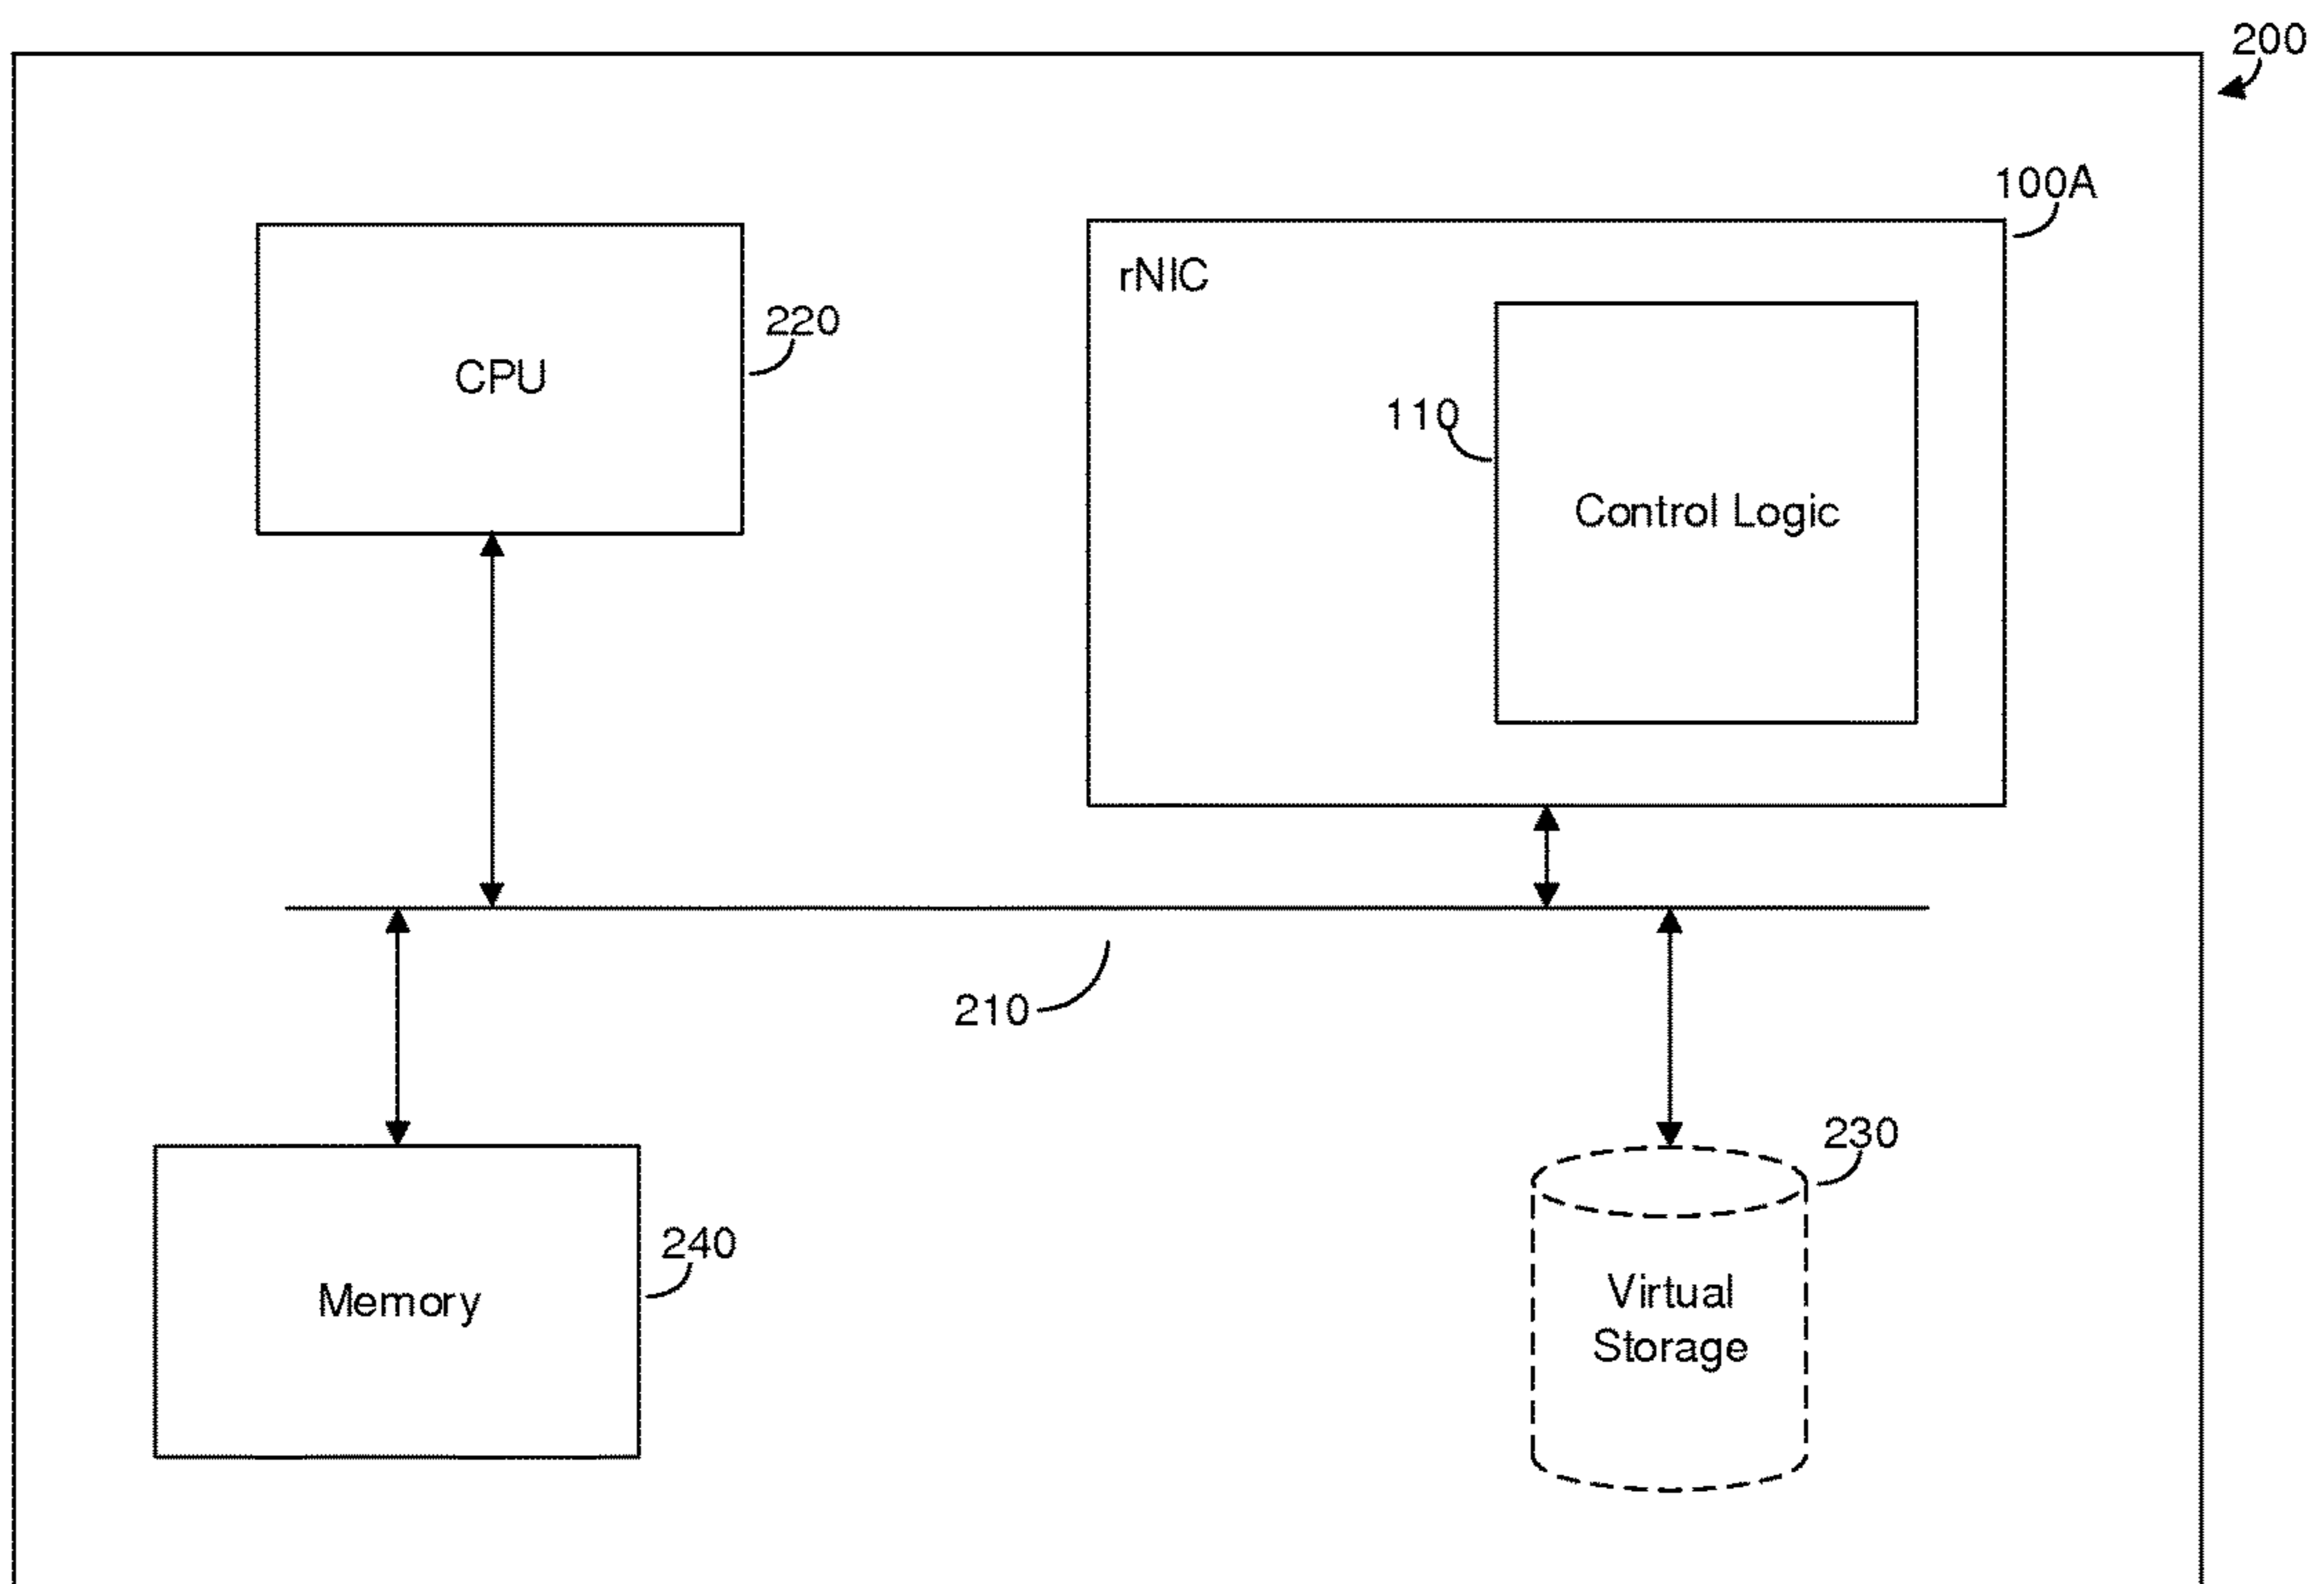 200
100A
rNIC
220
CPU
110
Control Logic
210
230
240
Virtual
Storage
Memory